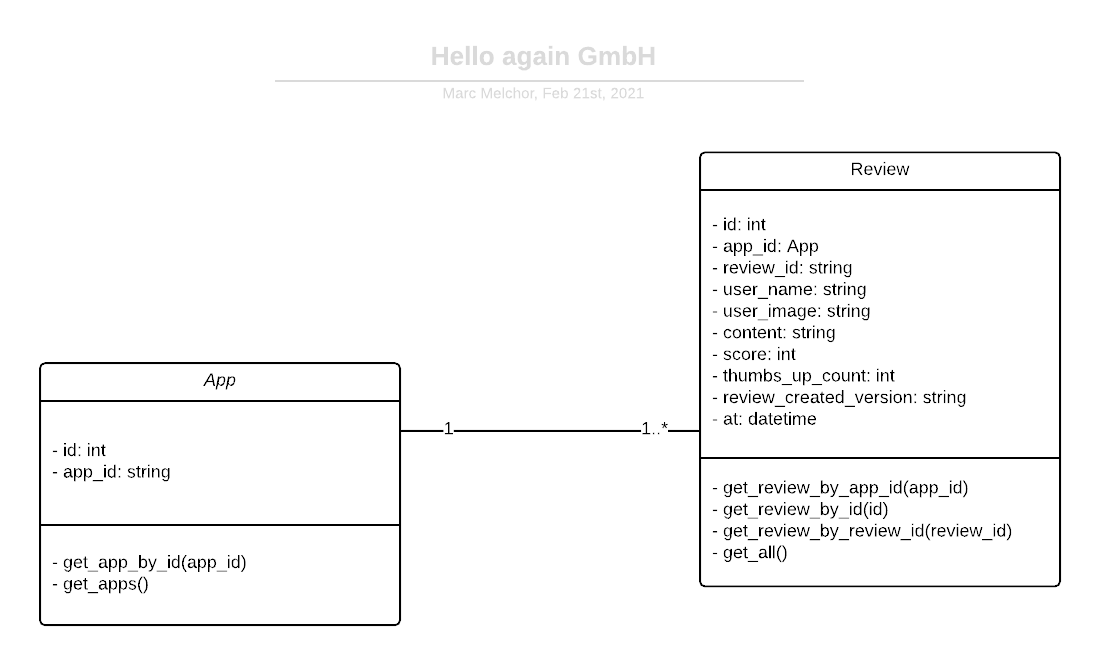 Hello again GmbH
Marc Melchor, Feb 21st, 2021
App
- id: int
- app_id: string
- get_app_by_id(app_id)
- get_apps()
1
1..*
Review
- id: int
- app_id: App
- review_id: string
- user_name: string
- user_image: string
- content: string
- score: int
- thumbs_up_count: int
- review_created_version: string
- at: datetime
- get_review_by_app_id(app_id)
- get_review_by_id(id)
- get_review_by_review_id(review_id)
- get_all()